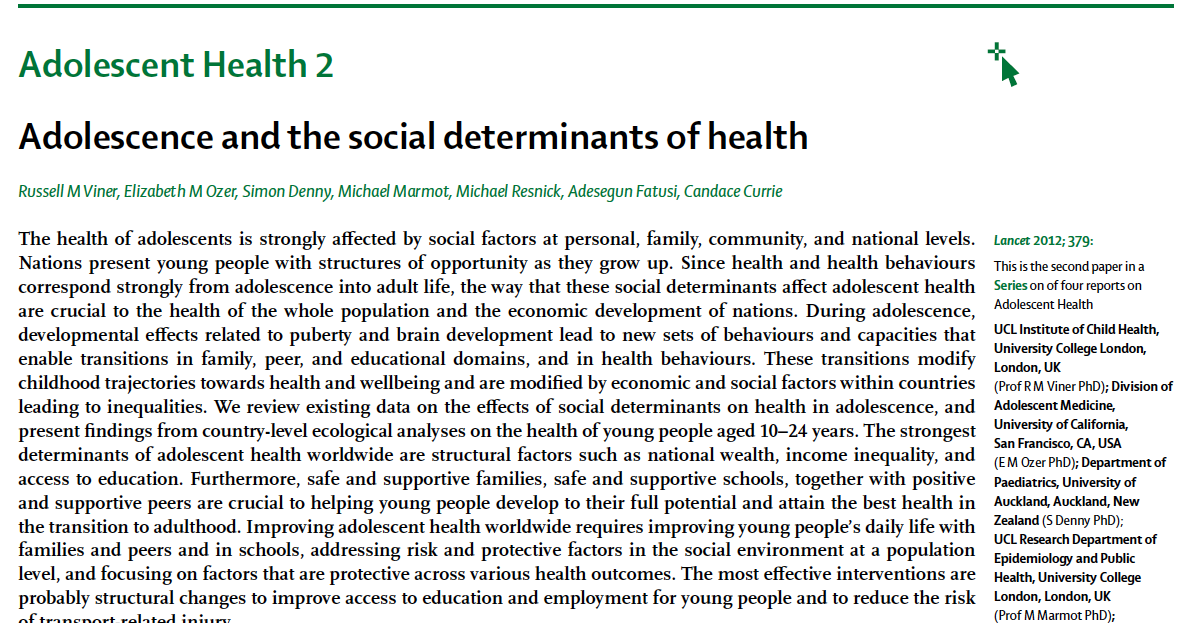 Adolescent Health 2
Adolescence and the social determinants of health
Russell M Viner, Elizabeth M Ozer, Simon Denny, Michael Marmot, Michael Resnick, Adesegun Fatusi, Candace Currie
The health of adolescents is strongly affected by social factors at personal, family, community, and national levels.
Nations present young people with structures of opportunity as they grow up. Since health and health behaviours
correspond strongly from adolescence into adult life, the way that these social determinants affect adolescent health
are crucial to the health of the whole population and the economic development of nations. During adolescence,
developmental effects related to puberty and brain development lead to new sets of behaviours and capacities that
enable transitions in family, peer, and educational domains, and in health behaviours. These transitions modify
childhood trajectories towards health and wellbeing and are modified by economic and social factors within countries
leading to inequalities. We review existing data on the effects of social determinants on health in adolescence, and
present findings from country-level ecological analyses on the health of young people aged 10–24 years. The strongest
determinants of adolescent health worldwide are structural factors such as national wealth, income inequality, and
access to education. Furthermore, safe and supportive families, safe and supportive schools, together with positive
and supportive peers are crucial to helping young people develop to their full potential and attain the best health in
the transition to adulthood. Improving adolescent health worldwide requires improving young people's daily life with
families and peers and in schools, addressing risk and protective factors in the social environment at a population
level, and focusing on factors that are protective across various health outcomes. The most effective interventions are
probably structural changes to improve access to education and employment for young people and to reduce the risk
of transport-related injury.
Lancet 2012; 379:
This is the second paper in a
Series on of four reports on
Adolescent Health
UCL Institute of Child Health,
University College London,
London, UK
(Prof R M Viner PhD); Division of
Adolescent Medicine,
University of California,
San Francisco, CA, USA
(E M Ozer PhD); Department of
Paediatrics, University of
Auckland, Auckland, New
Zealand (S Denny PhD);
UCL Research Department of
Epidemiology and Public
Health, University College
London, London, UK
(Prof M Marmot PhD);